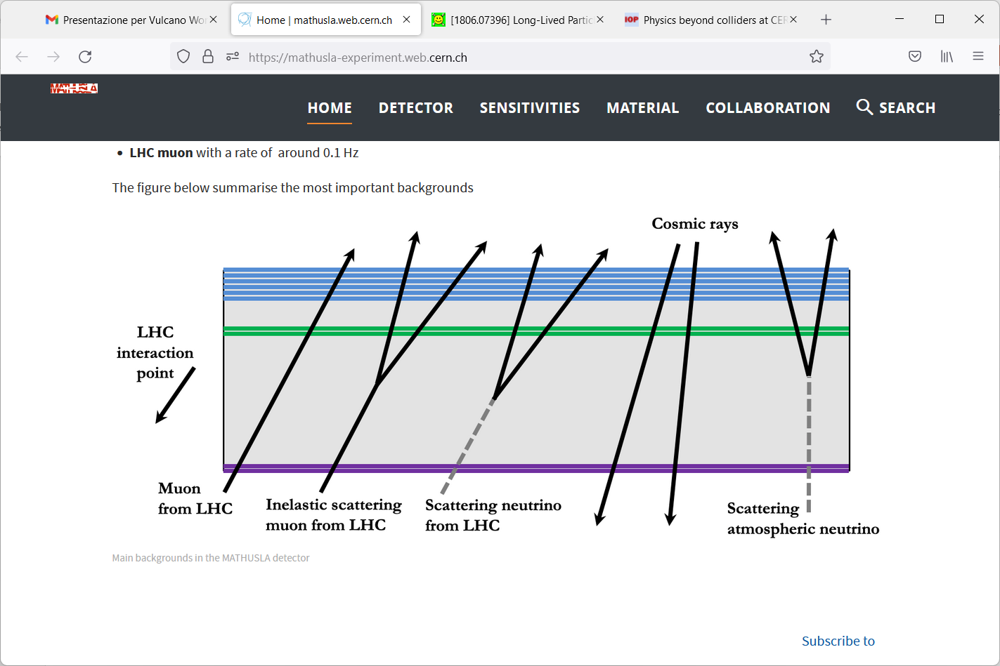 Presentazione per Vulcano Wo
Home | mathusla.web.cern.ch
[1806.07396] Long-Lived Partic
IOP Physics beyond colliders at CER
https://mathusla-experiment.web.cern.ch
MATHUSLA
HOME DETECTOR SENSITIVITIES MATERIAL COLLABORATION SEARCH
• LHC muon with a rate of around 0.1 Hz
The figure below summarise the most important backgrounds
Cosmic rays
LHC
interaction
point
Muon
from LHC
Inelastic scattering
muon from LHC
Scattering neutrino
from LHC
Scattering
atmospheric neutrino
Main backgrounds in the MATHUSLA detector
Subscribe to